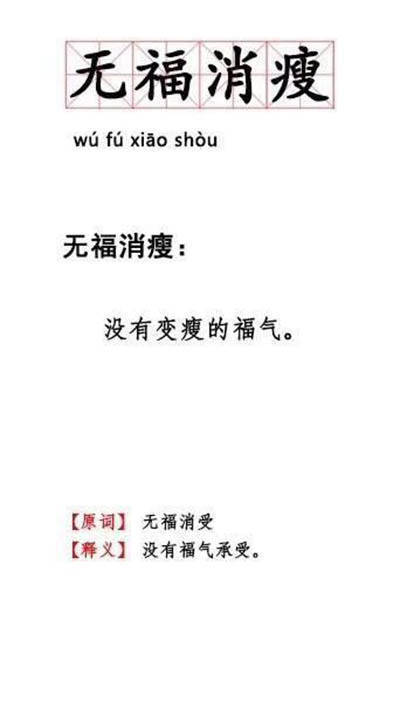 无福消瘦
wú fú xiāo shòu
无福消瘦：
没有变瘦的福气。
【原词】 无福消受
【释义】 没有福气承受。